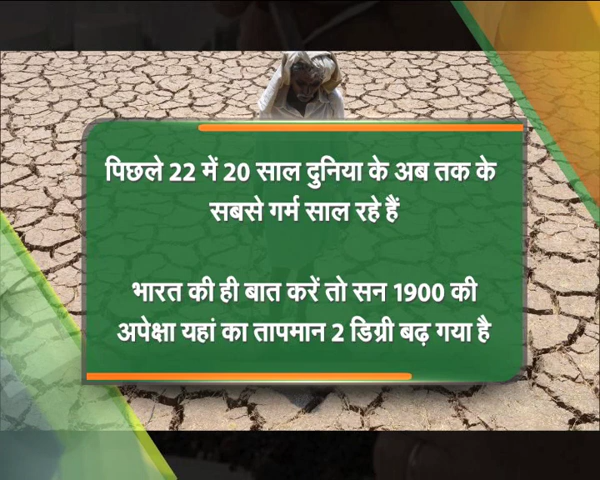 पिछले 22 में 20 साल दुनिया के अब तक के
सबसे गर्म साल रहे हैं
भारत की ही बात करें तो सन 1900 की
अपेक्षा यहां का तापमान 2 डिग्री बढ़ गया है